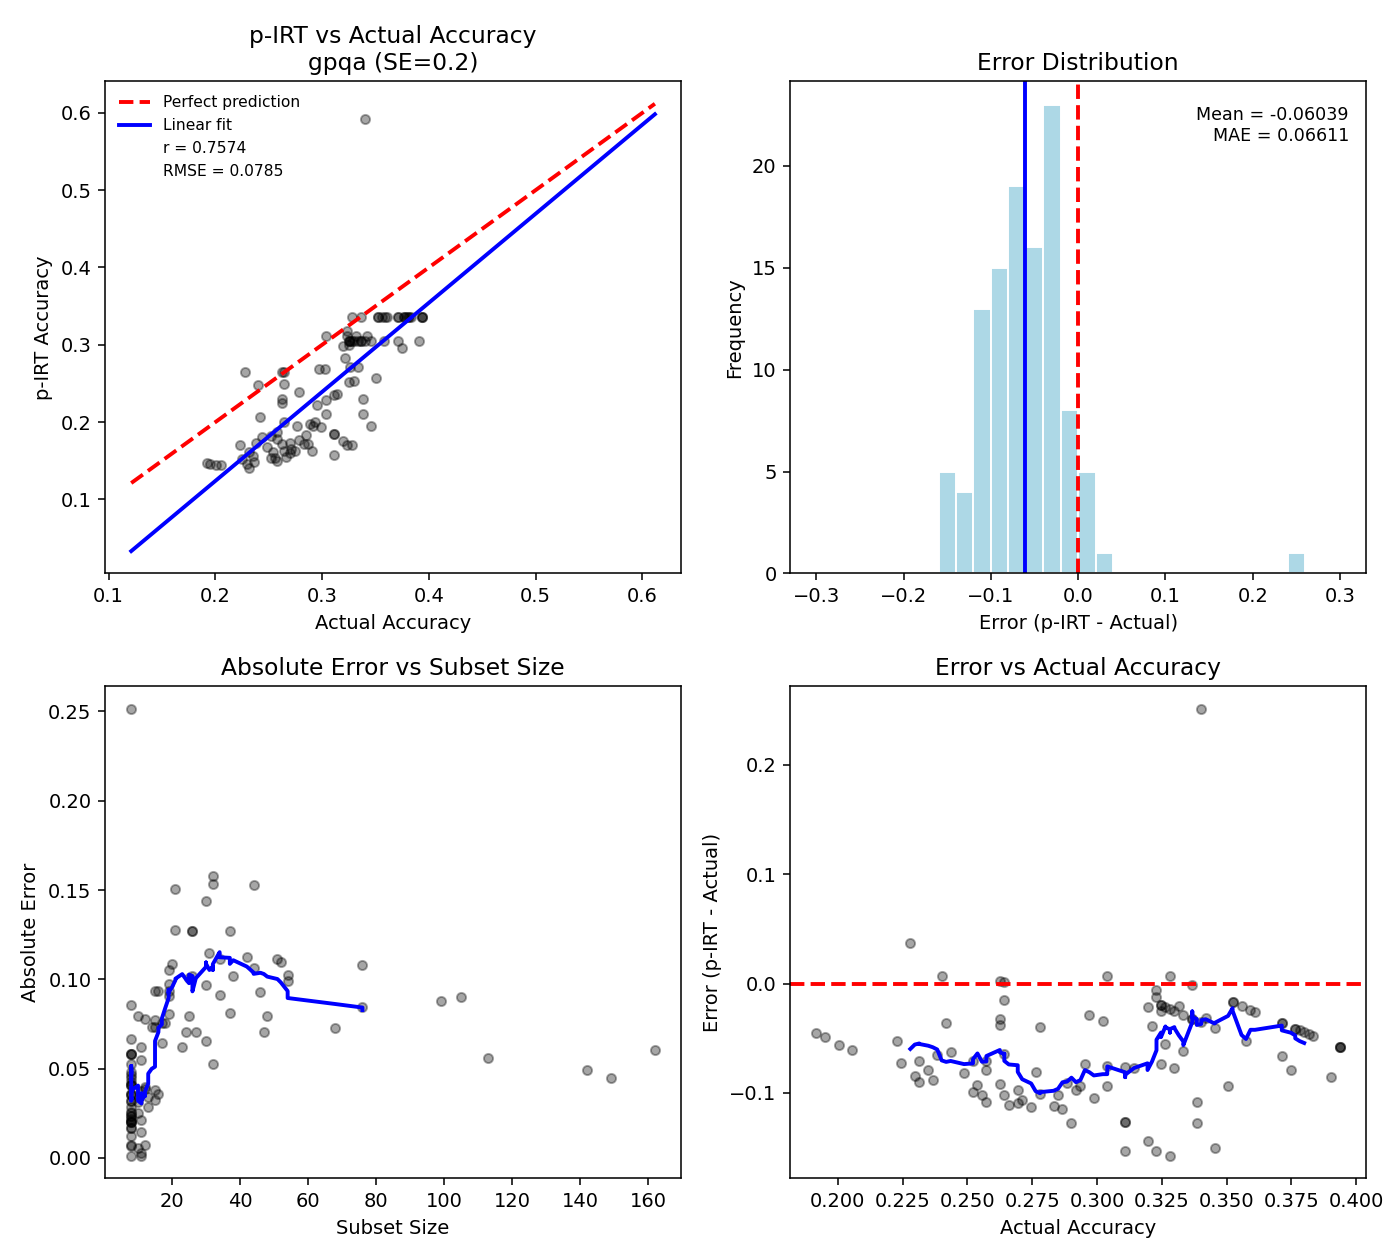 p-IRT vs Actual Accuracy
gpqa (SE=0.2)
Perfect prediction
Linear fit
r = 0.7574
RMSE = 0.0785
0.6
0.5
0.4
0.3
0.2
0.1
p-IRT Accuracy
0.1 0.2 0.3 0.4 0.5 0.6
Actual Accuracy
Error Distribution
Mean = -0.06039
MAE = 0.06611
20
15
10
5
0
Frequency
−0.3 −0.2 −0.1 0.0 0.1 0.2 0.3
Error (p-IRT - Actual)
Absolute Error vs Subset Size
0.25
0.20
0.15
0.10
0.05
0.00
Absolute Error
20 40 60 80 100 120 140 160
Subset Size
Error vs Actual Accuracy
0.2
0.1
0.0
−0.1
Error (p-IRT - Actual)
0.200 0.225 0.250 0.275 0.300 0.325 0.350 0.375 0.400
Actual Accuracy